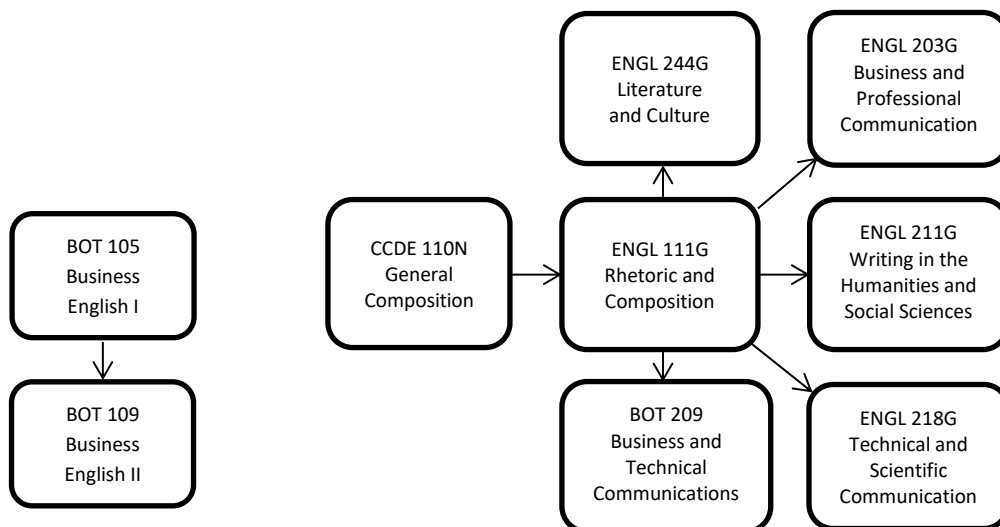 ENGL 244G
Literature
and Culture
ENGL 203G
Business and
Professional
Communication
BOT 105
Business
English I
CCDE 110N
General
Composition
ENGL 111G
Rhetoric and
Composition
ENGL 211G
Writing in the
Humanities and
Social Sciences
BOT 109
Business
English II
BOT 209
Business and
Technical
Communications
ENGL 218G
Technical and
Scientific
Communication